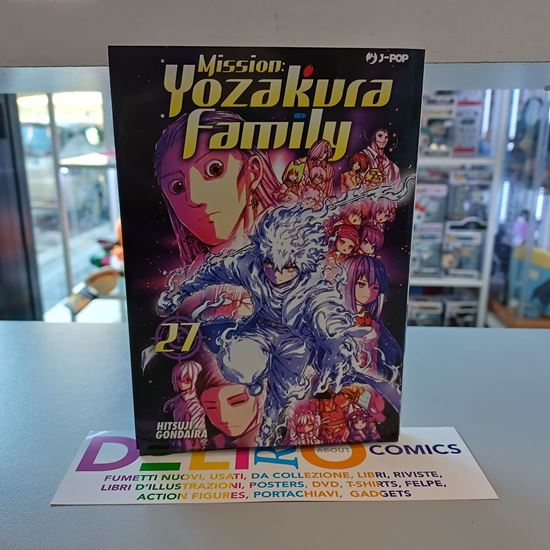 J-POP
Mission:
Yozakura
Family
27
HITSUJI
GONDAIRA
ABOUT
COMICS
FUMETTI NUOVI, USATI, DA COLLEZIONE, LIBRI, RIVISTE,
LIBRI D'ILLUSTRAZIONI, POSTERS, DVD, T-SHIRTS, FELPE,
ACTION FIGURES, PORTACHIAVI, GADGETS